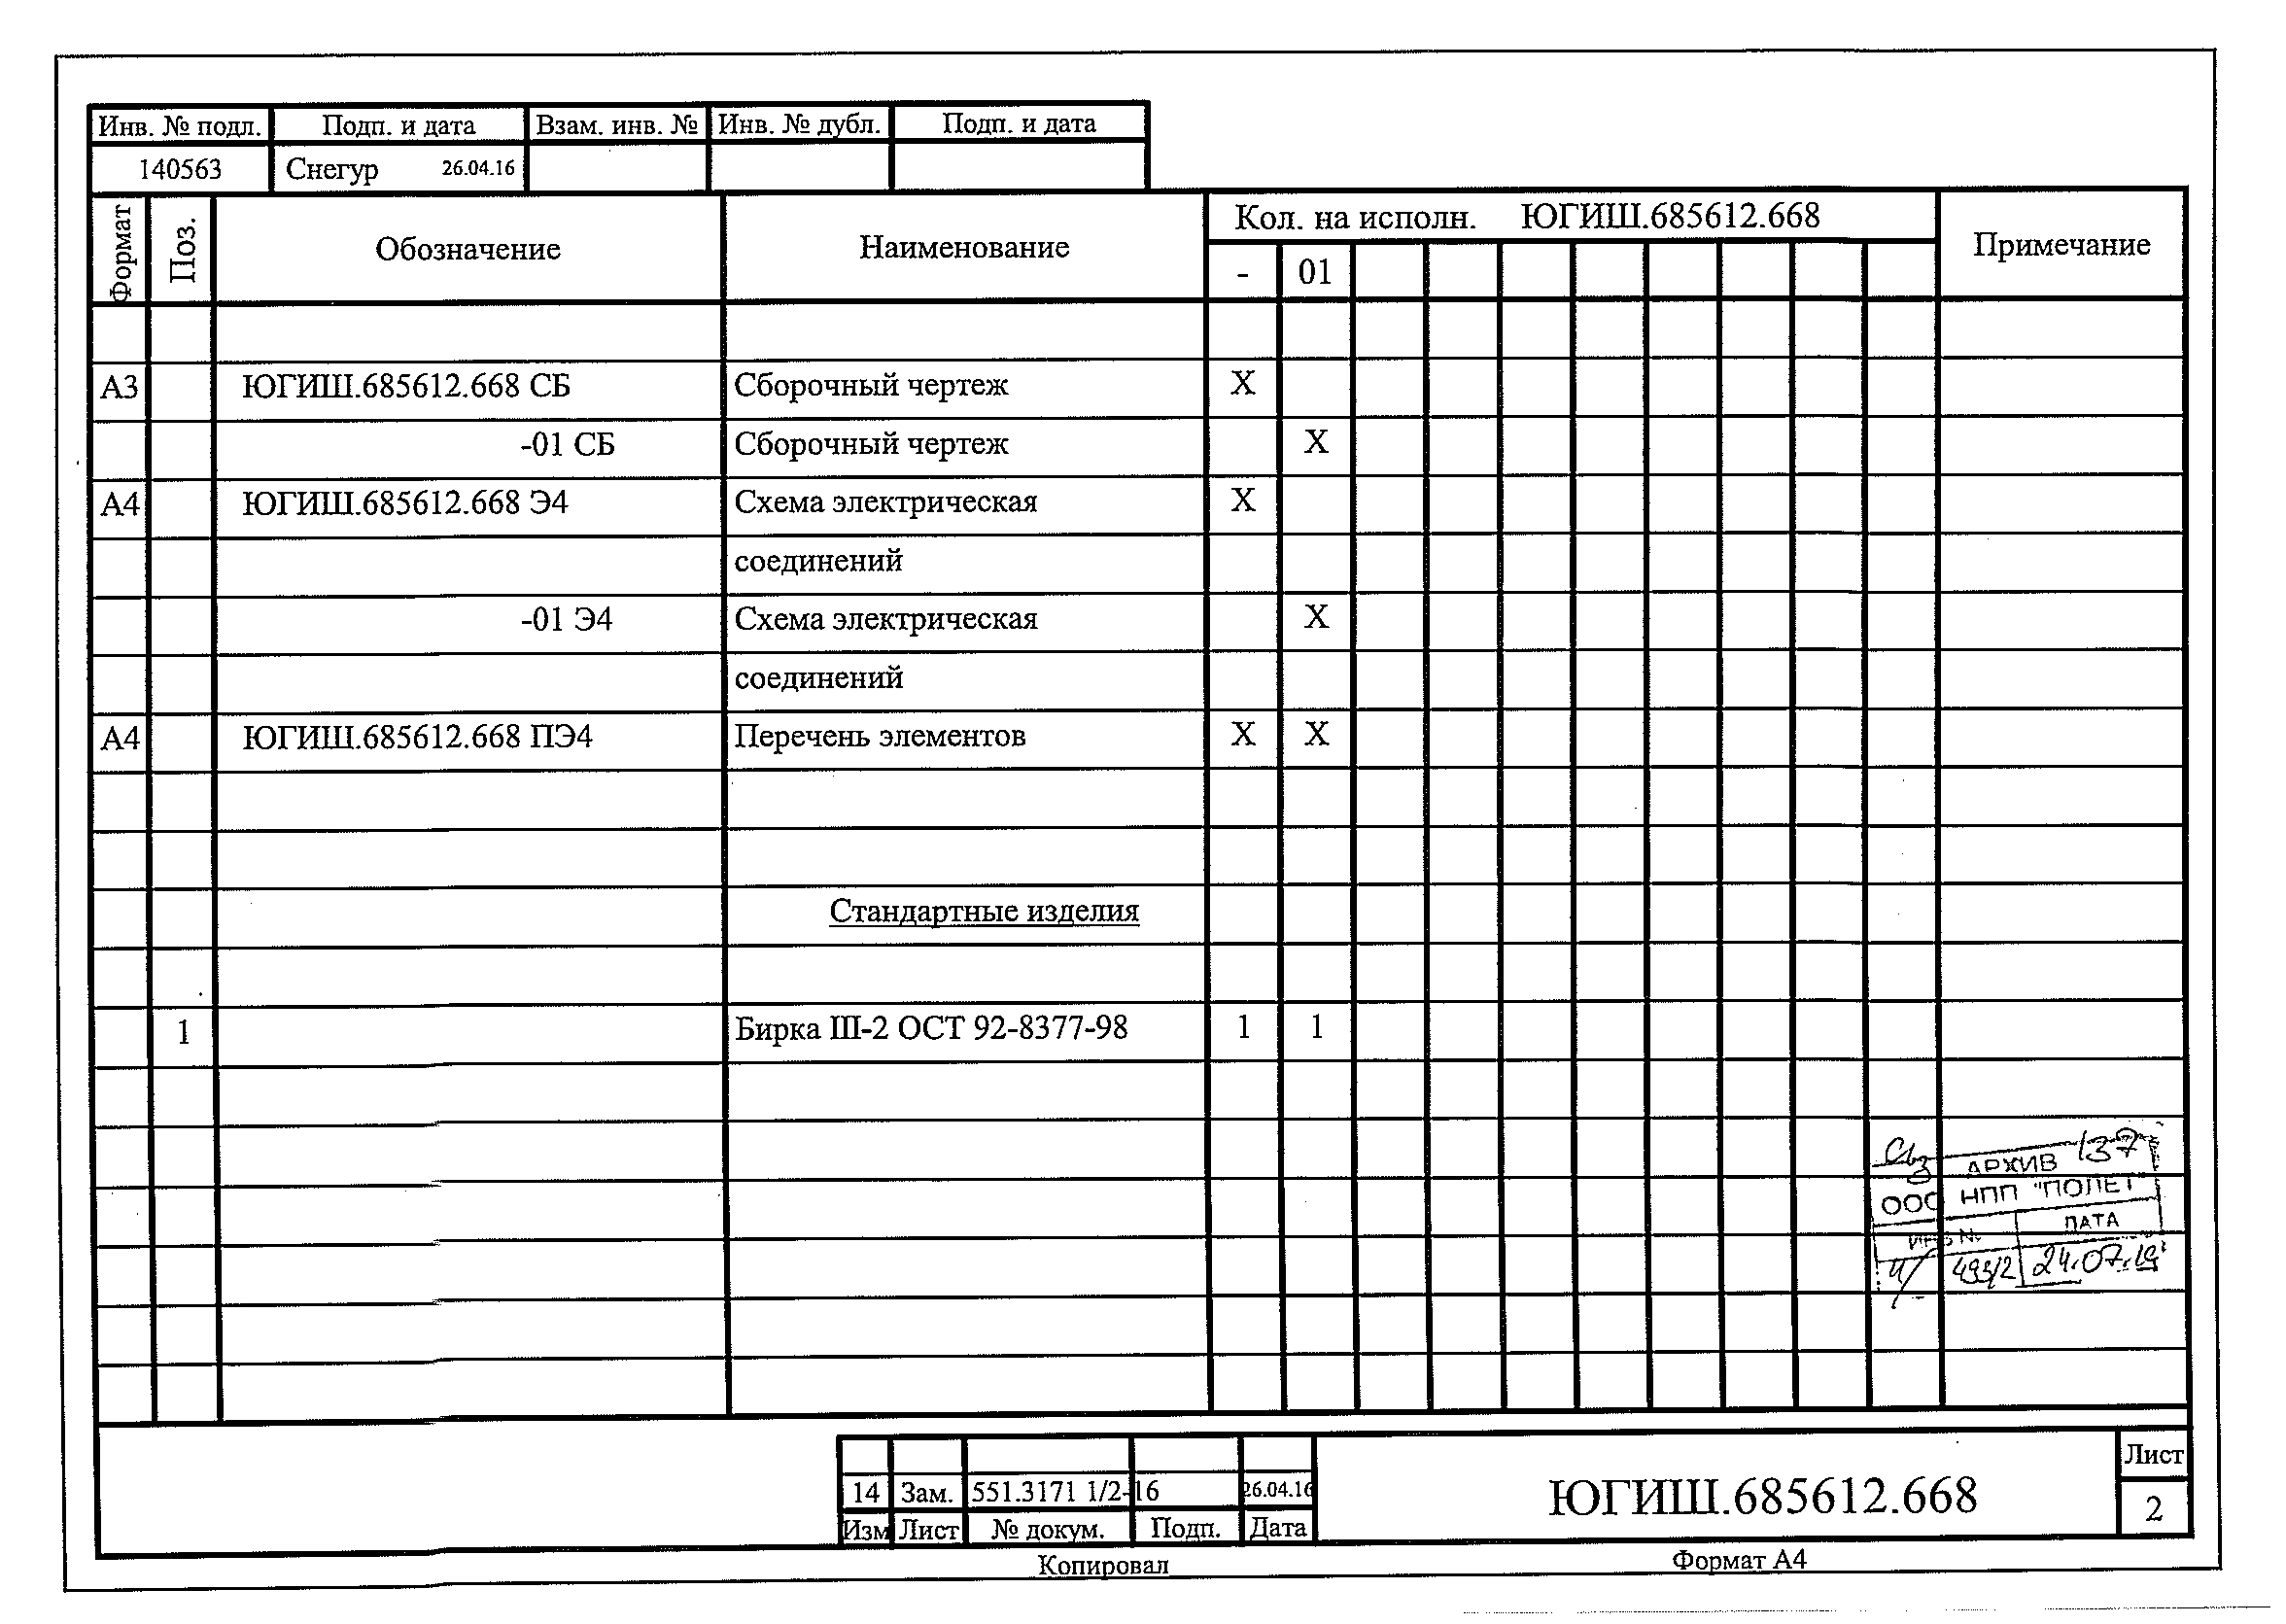 Инв. № подл. Подп. и дата Взам. инв. № Инв. № дубл. Подп. и дата
140563 Снегур 26.04.16
Формат Поз. Обозначение Наименование Кол. на исполн. ЮГИШ.685612.668 Примечание
- 01
А3 ЮГИШ.685612.668 СБ Сборочный чертеж Х
-01 СБ Сборочный чертеж Х
А4 ЮГИШ.685612.668 Э4 Схема электрическая Х
соединений
-01 Э4 Схема электрическая Х
соединений
А4 ЮГИШ.685612.668 ПЭ4 Перечень элементов Х Х
Стандартные изделия
1 Бирка Ш-2 ОСТ 92-8377-98 1 1
АРХИВ 137
ООО НПП "ПОЛЕТ"
ИНВ № ДАТА
493/2 24.07.19
14 Зам. 551.3171 1/2-16 26.04.16
Изм Лист № докум. Подп. Дата
ЮГИШ.685612.668
Лист
2
Копировал Формат А4